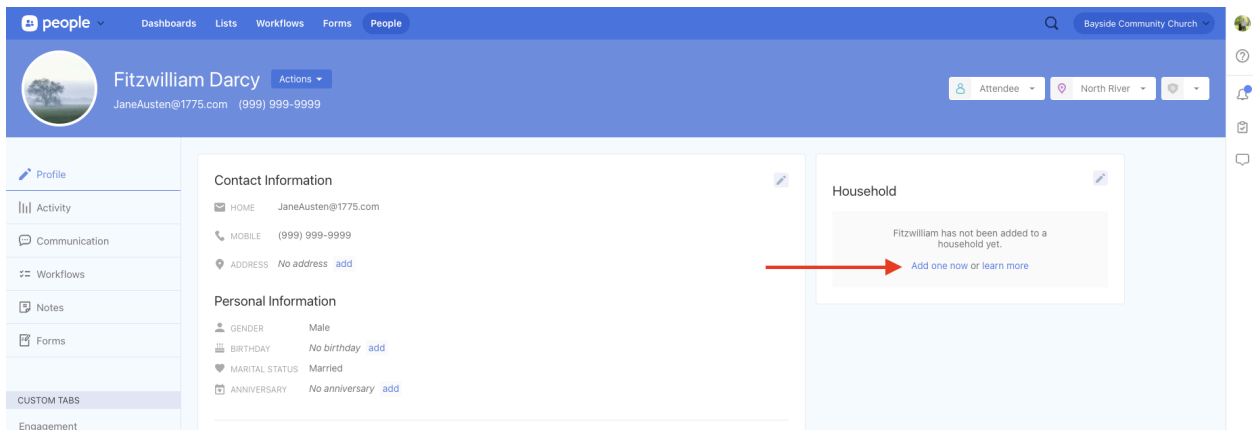 people Dashboards Lists Workflows Forms People Bayside Community Church
Fitzwilliam Darcy Actions
JaneAusten@1775.com (999) 999-9999
Attendee North River
Profile
Activity
Communication
Workflows
Notes
Forms
CUSTOM TABS
Engagement
Contact Information
HOME JaneAusten@1775.com
MOBILE (999) 999-9999
ADDRESS No address add
Personal Information
GENDER Male
BIRTHDAY No birthday add
MARITAL STATUS Married
ANNIVERSARY No anniversary add
Household
Fitzwilliam has not been added to a
household yet.
Add one now or learn more